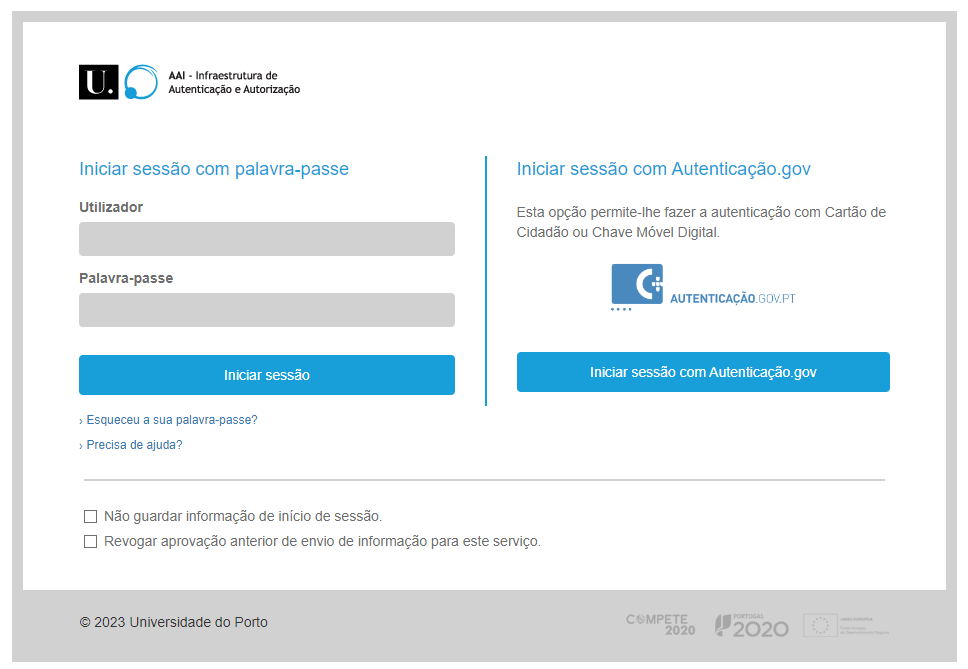 U.
AAI - Infraestrutura de
Autenticação e Autorização
Iniciar sessão com palavra-passe
Utilizador
Palavra-passe
Iniciar sessão
› Esqueceu a sua palavra-passe?
› Precisa de ajuda?
Iniciar sessão com Autenticação.gov
Esta opção permite-lhe fazer a autenticação com Cartão de
Cidadão ou Chave Móvel Digital.
AUTENTICAÇÃO.GOV.PT
Iniciar sessão com Autenticação.gov
Não guardar informação de início de sessão.
Revogar aprovação anterior de envio de informação para este serviço.
© 2023 Universidade do Porto
COMPETE
2020
PORTUGAL
2020
UNIÃO EUROPEIA